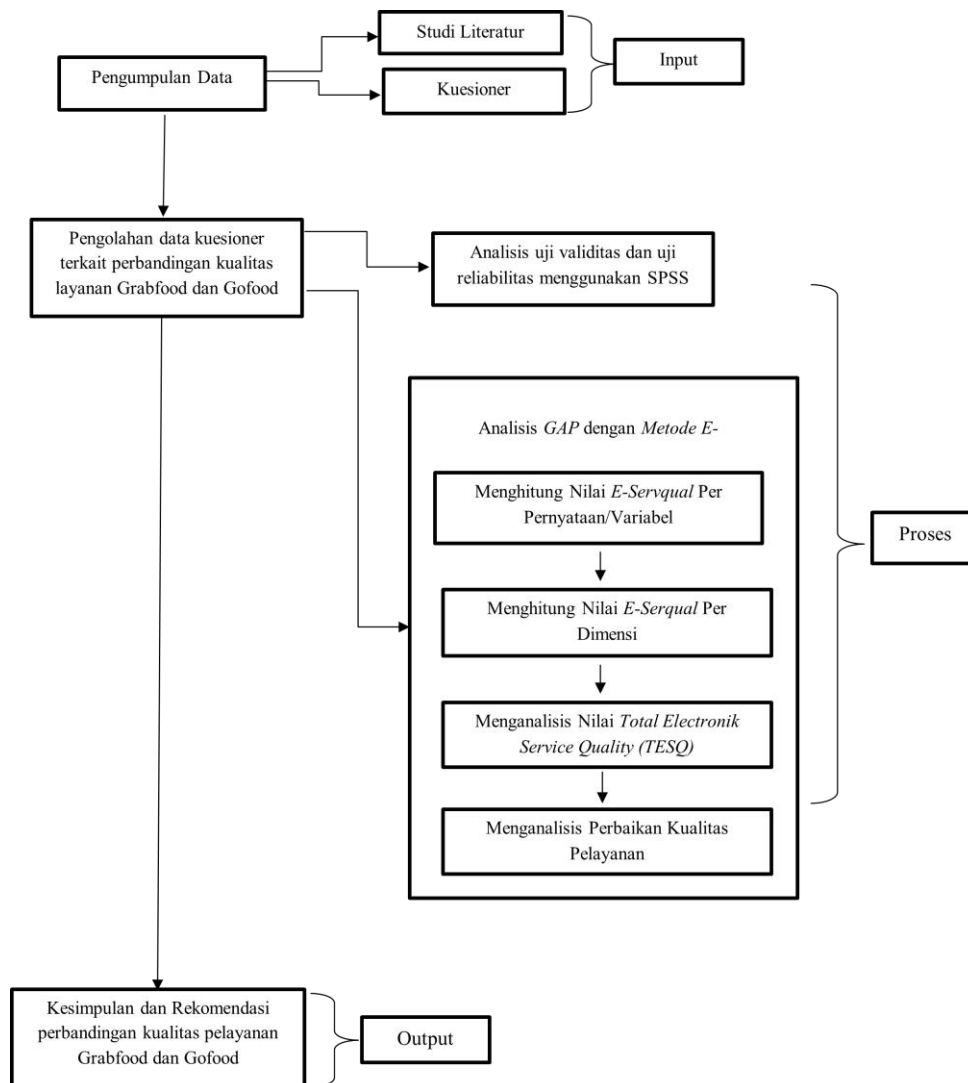 Studi Literatur
Input
Pengumpulan Data
Kuesioner
Pengolahan data kuesioner
terkait perbandingan kualitas
layanan Grabfood dan Gofood
Analisis uji validitas dan uji
reliabilitas menggunakan SPSS
Analisis GAP dengan Metode E-
Menghitung Nilai E-Servqual Per
Pernyataan/Variabel
Proses
Menghitung Nilai E-Serqual Per
Dimensi
Menganalisis Nilai Total Electronik
Service Quality (TESQ)
Menganalisis Perbaikan Kualitas
Pelayanan
Kesimpulan dan Rekomendasi
perbandingan kualitas pelayanan
Grabfood dan Gofood
Output